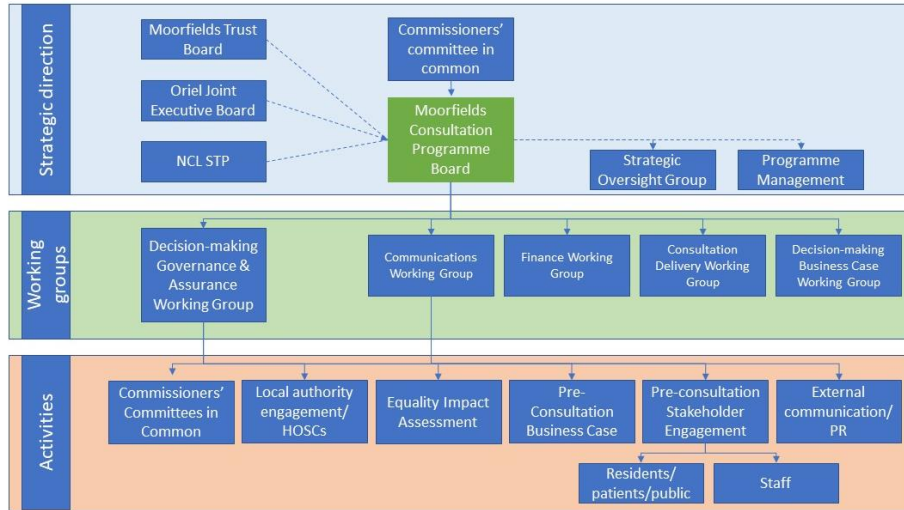 Strategic direction
Moorfields Trust
Board
Commissioners'
committee in
common
Oriel Joint
Executive Board
Moorfields
Consultation
Programme
Board
NCL STP
Strategic
Oversight Group
Programme
Management
Working
groups
Decision-making
Governance &
Assurance
Working Group
Communications
Working Group
Finance Working
Group
Consultation
Delivery Working
Group
Decision-making
Business Case
Working Group
Activities
Commissioners'
Committees in
Common
Local authority
engagement/
HOSCs
Equality Impact
Assessment
Pre-
Consultation
Business Case
Pre-consultation
Stakeholder
Engagement
External
communication/
PR
Residents/
patients/public
Staff